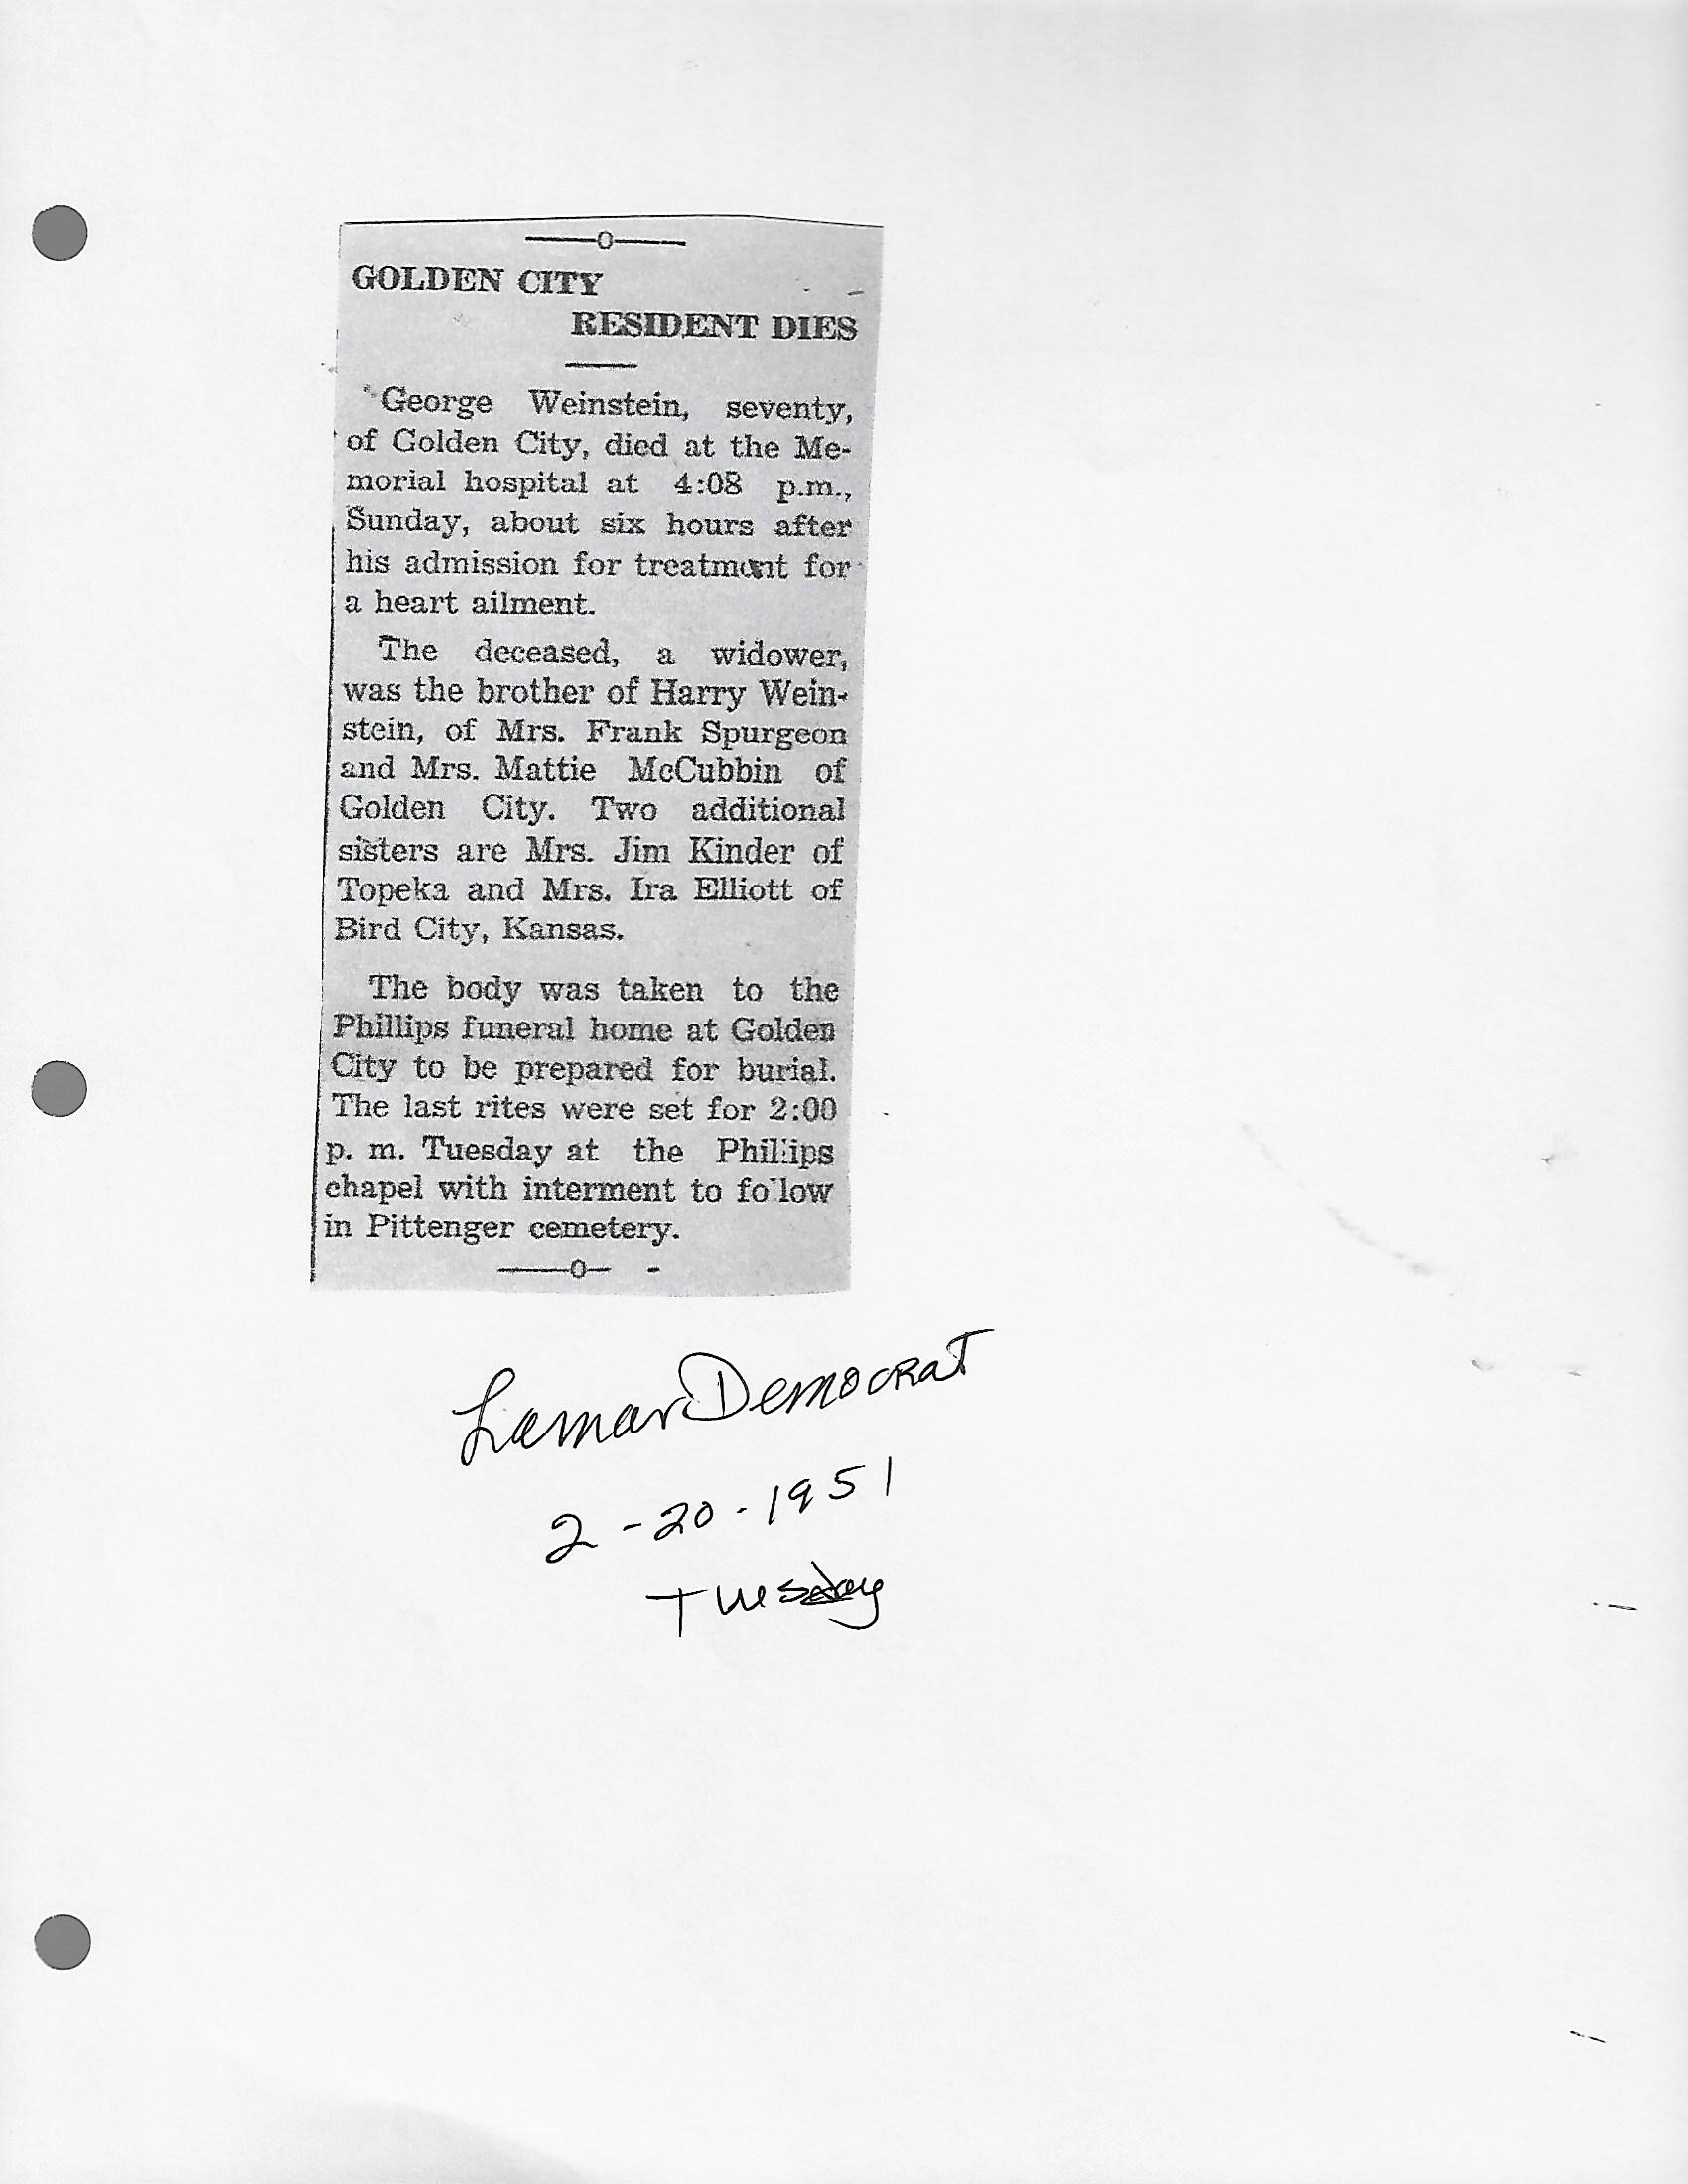 GOLDEN CITY
RESIDENT DIES
George Weinstein, seventy,
of Golden City, died at the Me-
morial hospital at 4:08 p.m.,
Sunday, about six hours after
his admission for treatment for
a heart ailment.
The deceased, a widower,
was the brother of Harry Wein-
stein, of Mrs. Frank Spurgeon
and Mrs. Mattie McCubbin of
Golden City. Two additional
sisters are Mrs. Jim Kinder of
Topeka and Mrs. Ira Elliott of
Bird City, Kansas.
The body was taken to the
Phillips funeral home at Golden
City to be prepared for burial.
The last rites were set for 2:00
p. m. Tuesday at the Phillips
chapel with interment to follow
in Pittenger cemetery.
Lamar Democrat
2-20-1951
Tuesday